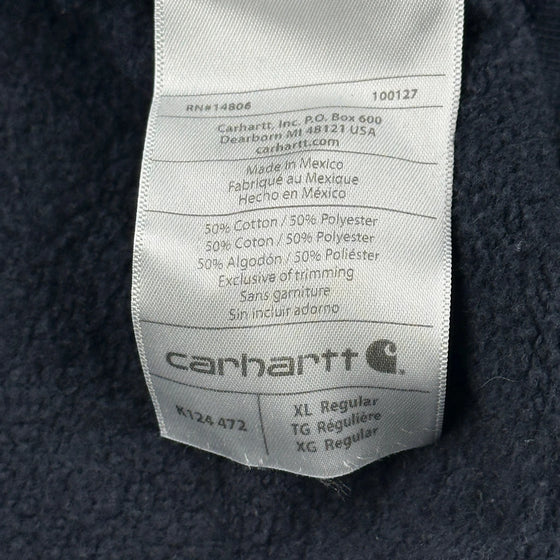 RN#14806 100127
Carhartt, Inc. P.O. Box 600
Dearborn MI 48121 USA
carhartt.com
Made in Mexico
Fabriqué au Mexique
Hecho en México
50% Cotton / 50% Polyester
50% Coton / 50% Polyester
50% Algodón / 50% Poliéster
Exclusive of trimming
Sans garniture
Sin incluir adorno
carhartt
K124 472
XL Regular
TG Régulière
XG Regular